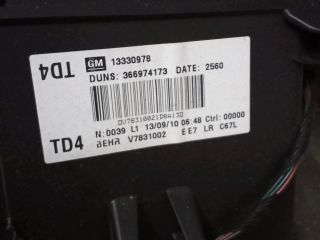 TD4 GM 13330978
DUNS: 366974173 DATE: 2560
TD4 N:0039 L1 13/09/10 06:48 Ctrl: 00000
BEHR V7831002 EE7 LR C67L